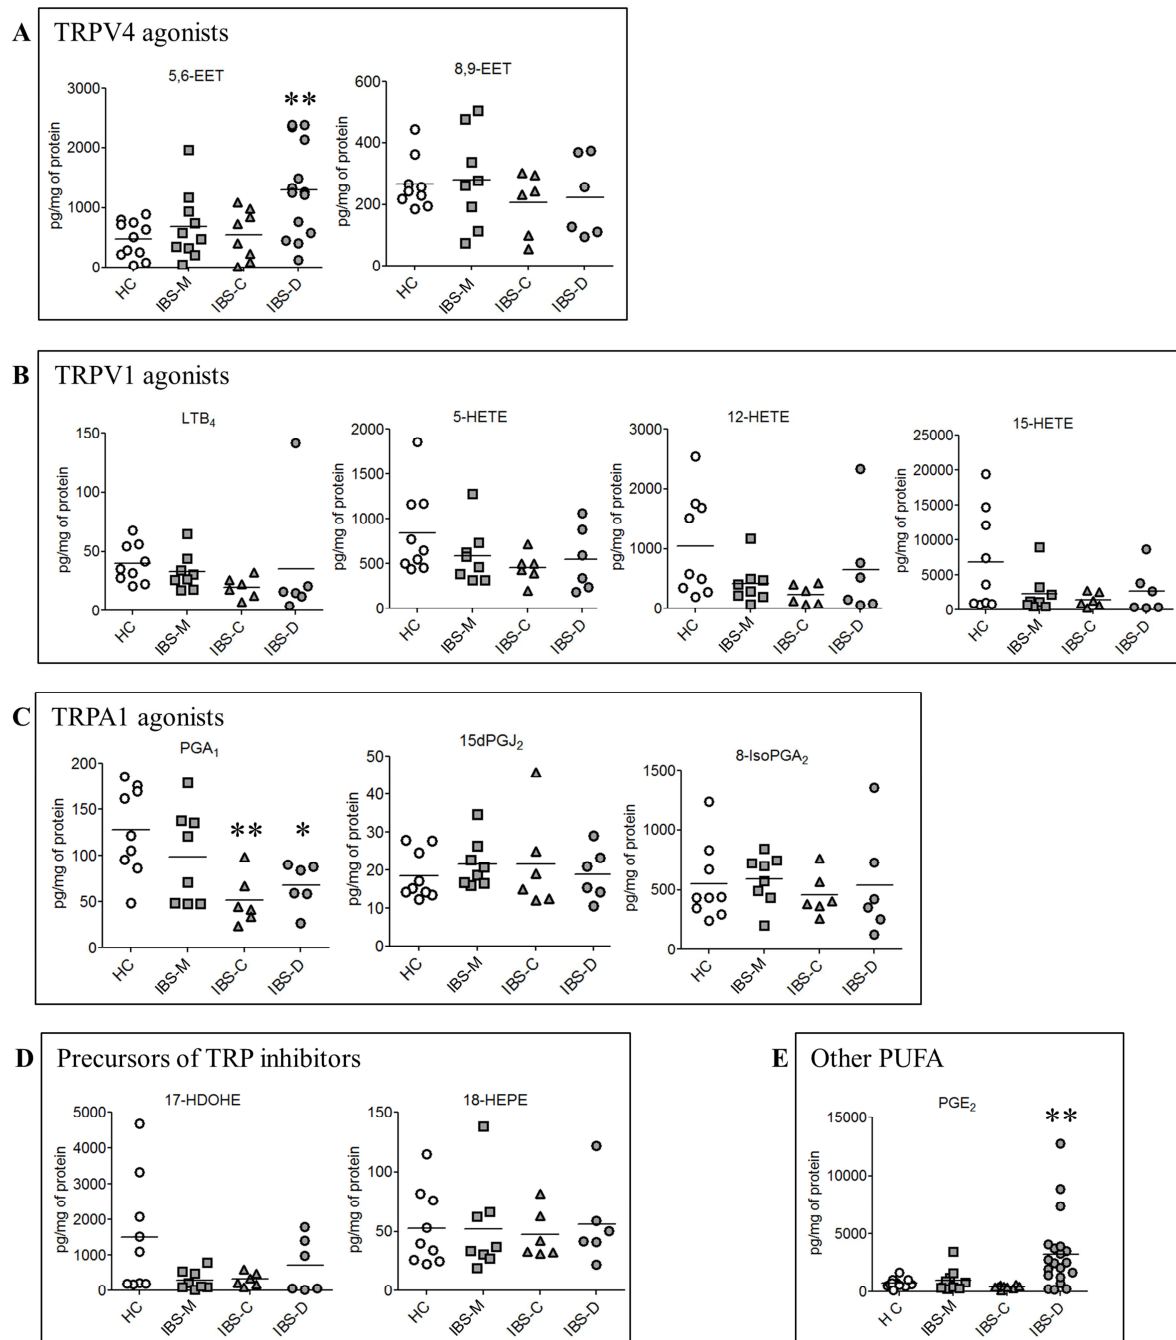 A TRPV4 agonists
5,6-EET
pg/mg of protein
3000
2000
1000
0
**
HC IBS-M IBS-C IBS-D
8,9-EET
pg/mg of protein
600
400
200
0
HC IBS-M IBS-C IBS-D
B TRPV1 agonists
LTB4
pg/mg of protein
150
100
50
0
HC IBS-M IBS-C IBS-D
5-HETE
pg/mg of protein
2000
1500
1000
500
0
HC IBS-M IBS-C IBS-D
12-HETE
pg/mg of protein
3000
2000
1000
0
HC IBS-M IBS-C IBS-D
15-HETE
pg/mg of protein
25000
20000
15000
10000
5000
0
HC IBS-M IBS-C IBS-D
C TRPA1 agonists
PGA1
pg/mg of protein
200
150
100
50
0
** *
HC IBS-M IBS-C IBS-D
15dPGJ2
pg/mg of protein
50
40
30
20
10
0
HC IBS-M IBS-C IBS-D
8-IsoPGA2
pg/mg of protein
1500
1000
500
0
HC IBS-M IBS-C IBS-D
D Precursors of TRP inhibitors
17-HDOHE
pg/mg of protein
5000
4000
3000
2000
1000
0
HC IBS-M IBS-C IBS-D
18-HEPE
pg/mg of protein
150
100
50
0
HC IBS-M IBS-C IBS-D
E Other PUFA
PGE2
pg/mg of protein
15000
10000
5000
0
**
H C IBS-M IBS-C IBS-D